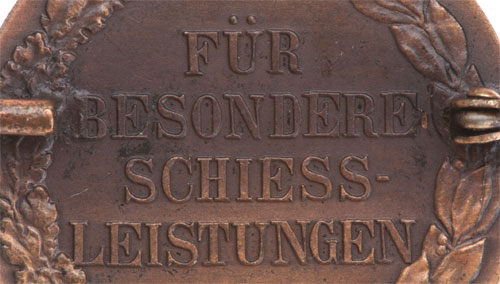 FÜR
BESONDERE
SCHIESS-
LEISTUNGEN